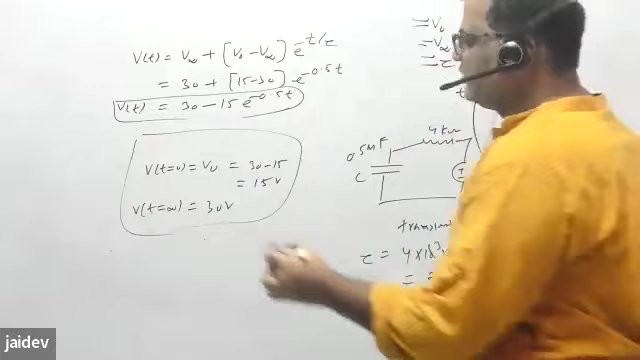 V(t) = V∞ + [V₀ - V∞] e^-t/τ
= 30 + [15-30] e^-0.5t
V(t) = 30 - 15 e^-0.5t
V(t=0) = V₀ = 30-15
= 15V
V(t=∞) = 30V
= V₀
= V∞
= τ
4kω
0.5mF
C
τ = 4×10³×
=
jaidev